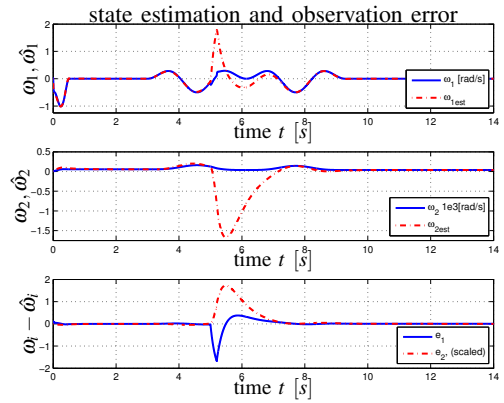 state estimation and observation error
ω₁, ω̂₁
2
1
0
−1
ω₁ [rad/s]
ω₁est
0 2 4 6 8 10 12 14
time t [s]
ω₂, ω̂₂
0.5
0
−0.5
−1
−1.5
ω₂ 1e3[rad/s]
ω₂est
0 2 4 6 8 10 12 14
time t [s]
ωᵢ − ω̂ᵢ
2
1
0
−1
−2
e₁
e₂, (scaled)
0 2 4 6 8 10 12 14
time t [s]